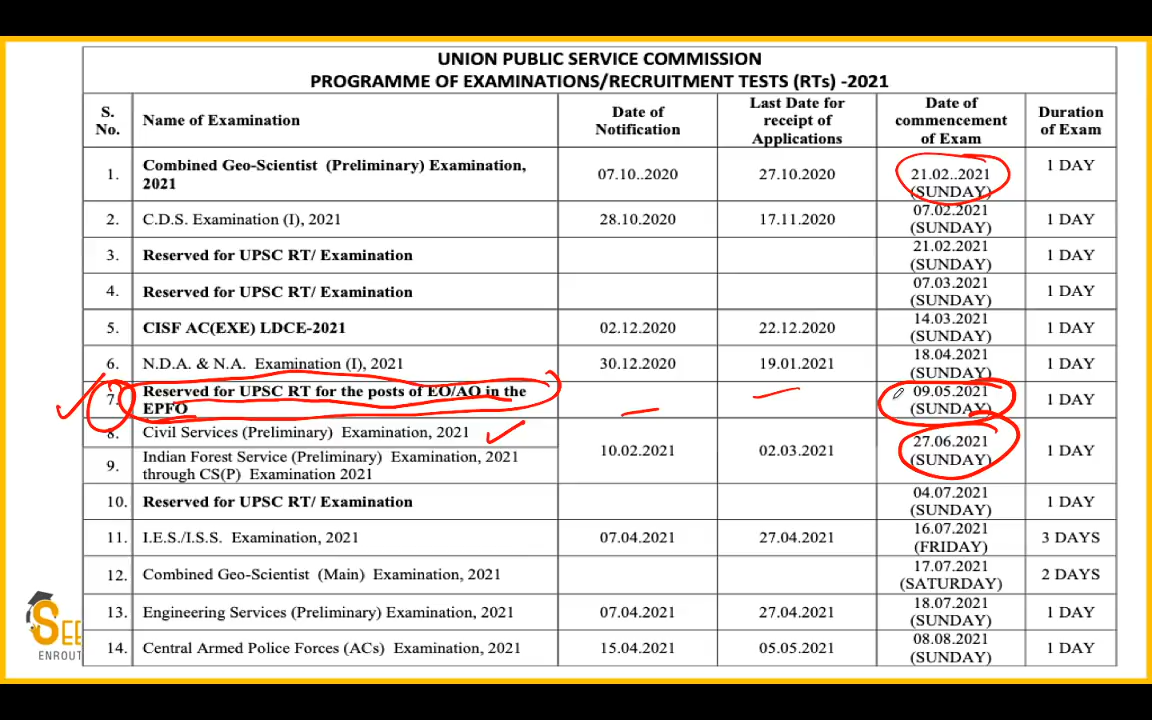 UNION PUBLIC SERVICE COMMISSION
PROGRAMME OF EXAMINATIONS/RECRUITMENT TESTS (RTs) -2021
S. No. Name of Examination Date of Notification Last Date for receipt of Applications Date of commencement of Exam Duration of Exam
1. Combined Geo-Scientist (Preliminary) Examination, 2021 07.10..2020 27.10.2020 21.02..2021 (SUNDAY) 1 DAY
2. C.D.S. Examination (I), 2021 28.10.2020 17.11.2020 07.02.2021 (SUNDAY) 1 DAY
3. Reserved for UPSC RT/ Examination 21.02.2021 (SUNDAY) 1 DAY
4. Reserved for UPSC RT/ Examination 07.03.2021 (SUNDAY) 1 DAY
5. CISF AC(EXE) LDCE-2021 02.12.2020 22.12.2020 14.03.2021 (SUNDAY) 1 DAY
6. N.D.A. & N.A. Examination (I), 2021 30.12.2020 19.01.2021 18.04.2021 (SUNDAY) 1 DAY
7. Reserved for UPSC RT for the posts of EO/AO in the EPFO 09.05.2021 (SUNDAY) 1 DAY
8. Civil Services (Preliminary) Examination, 2021
9. Indian Forest Service (Preliminary) Examination, 2021 through CS(P) Examination 2021 10.02.2021 02.03.2021 27.06.2021 (SUNDAY) 1 DAY
10. Reserved for UPSC RT/ Examination 04.07.2021 (SUNDAY) 1 DAY
11. I.E.S./I.S.S. Examination, 2021 07.04.2021 27.04.2021 16.07.2021 (FRIDAY) 3 DAYS
12. Combined Geo-Scientist (Main) Examination, 2021 17.07.2021 (SATURDAY) 2 DAYS
13. Engineering Services (Preliminary) Examination, 2021 07.04.2021 27.04.2021 18.07.2021 (SUNDAY) 1 DAY
14. Central Armed Police Forces (ACs) Examination, 2021 15.04.2021 05.05.2021 08.08.2021 (SUNDAY) 1 DAY
SEE
ENROUT